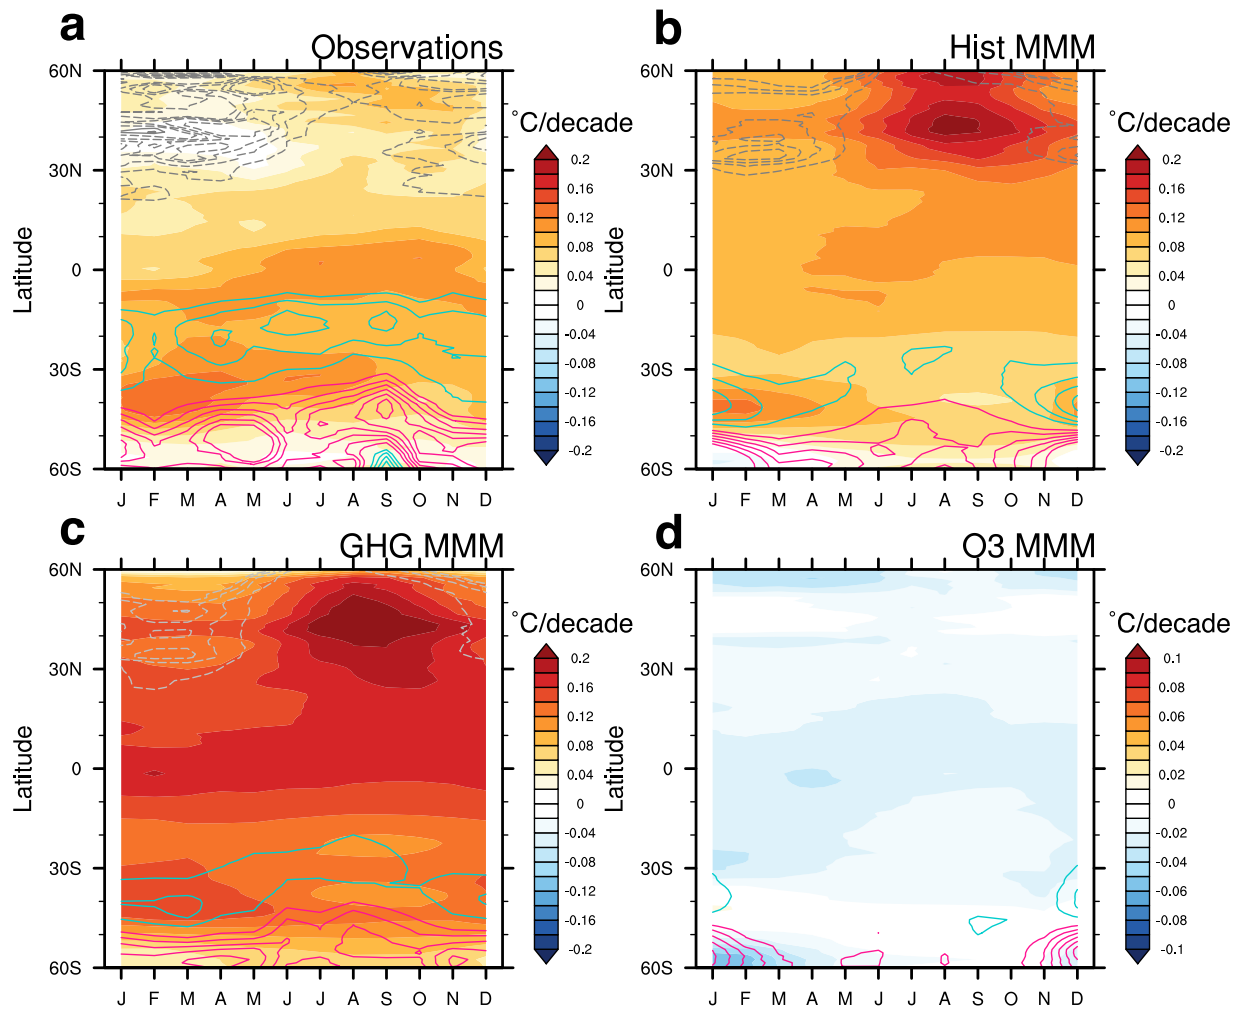 a
Observations
60N
30N
0
30S
60S
Latitude
J F M A M J J A S O N D
°C/decade
0.2
0.16
0.12
0.08
0.04
0
-0.04
-0.08
-0.12
-0.16
-0.2
b
Hist MMM
60N
30N
0
30S
60S
Latitude
J F M A M J J A S O N D
°C/decade
0.2
0.16
0.12
0.08
0.04
0
-0.04
-0.08
-0.12
-0.16
-0.2
c
GHG MMM
60N
30N
0
30S
60S
Latitude
J F M A M J J A S O N D
°C/decade
0.2
0.16
0.12
0.08
0.04
0
-0.04
-0.08
-0.12
-0.16
-0.2
d
O3 MMM
60N
30N
0
30S
60S
Latitude
J F M A M J J A S O N D
°C/decade
0.1
0.08
0.06
0.04
0.02
0
-0.02
-0.04
-0.06
-0.08
-0.1